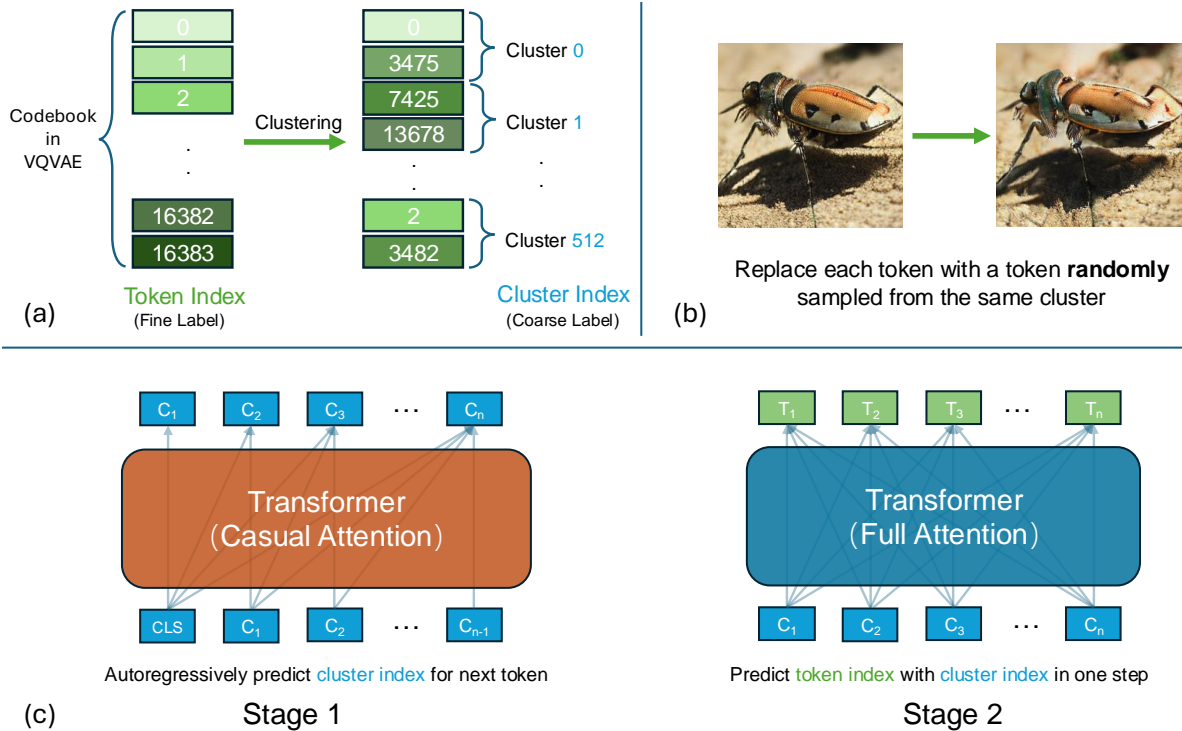 Codebook
in
VQVAE
0
1
2
.
.
16382
16383
Token Index
(Fine Label)
Clustering
0
3475
7425
13678
.
.
2
3482
Cluster 0
Cluster 1
.
.
Cluster 512
Cluster Index
(Coarse Label)
(a)
Replace each token with a token randomly
sampled from the same cluster
(b)
C₁ C₂ C₃ ··· Cₙ
Transformer
(Casual Attention)
CLS C₁ C₂ ··· Cₙ₋₁
Autoregressively predict cluster index for next token
Stage 1
T₁ T₂ T₃ ··· Tₙ
Transformer
(Full Attention)
C₁ C₂ C₃ ··· Cₙ
Predict token index with cluster index in one step
Stage 2
(c)